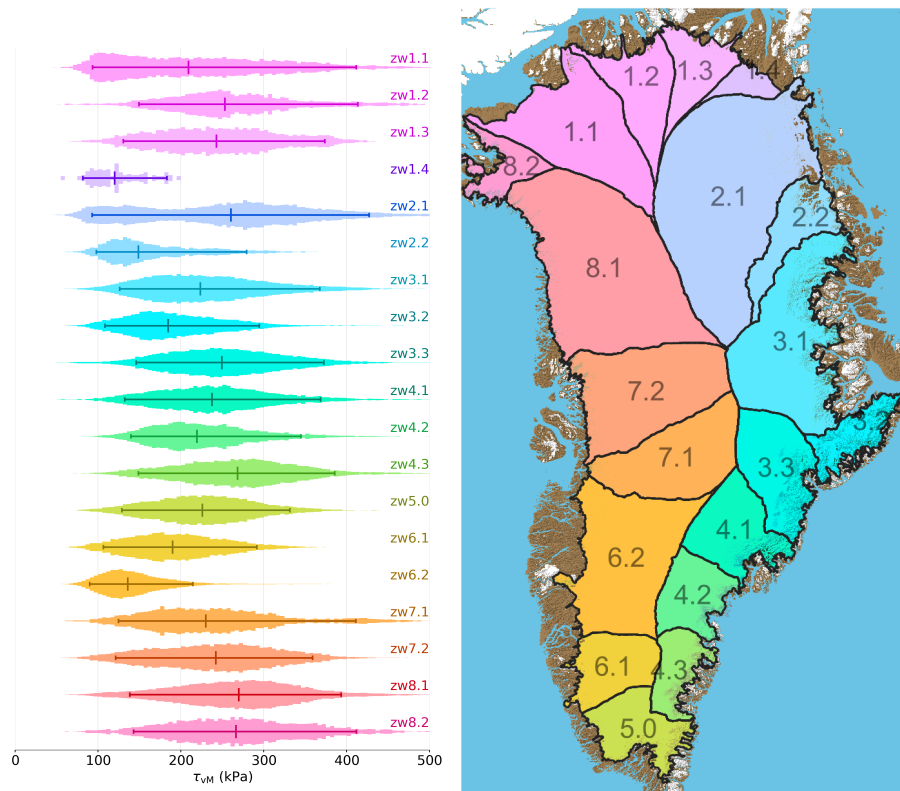 zw1.1
zw1.2
zw1.3
zw1.4
zw2.1
zw2.2
zw3.1
zw3.2
zw3.3
zw4.1
zw4.2
zw4.3
zw5.0
zw6.1
zw6.2
zw7.1
zw7.2
zw8.1
zw8.2
0 100 200 300 400 500
τvM (kPa)
1.2 1.3 1.4
1.1
8.2
2.1
2.2
8.1
3.1
7.2
3.2
7.1
3.3
4.1
6.2
4.2
6.1 4.3
5.0